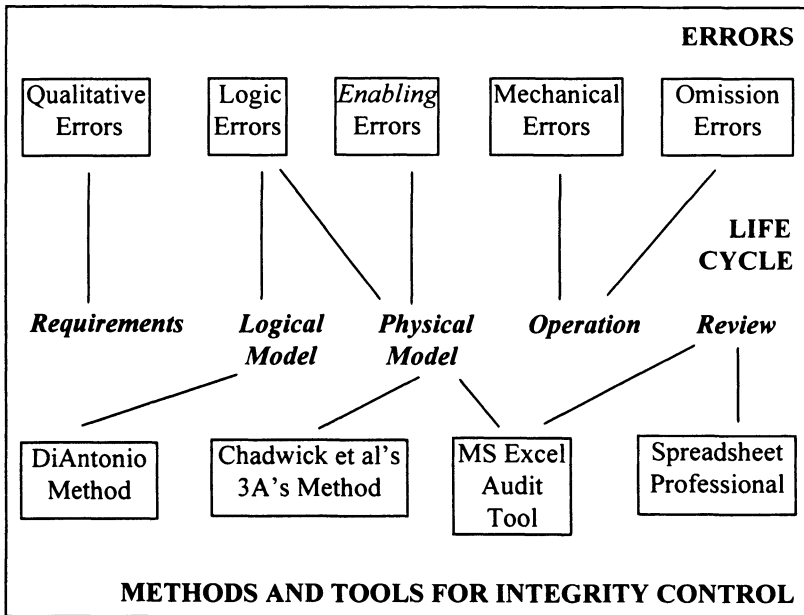 ERRORS
Qualitative
Errors
Logic
Errors
Enabling
Errors
Mechanical
Errors
Omission
Errors
LIFE
CYCLE
Requirements
Logical
Model
Physical
Model
Operation
Review
DiAntonio
Method
Chadwick et al's
3A's Method
MS Excel
Audit
Tool
Spreadsheet
Professional
METHODS AND TOOLS FOR INTEGRITY CONTROL